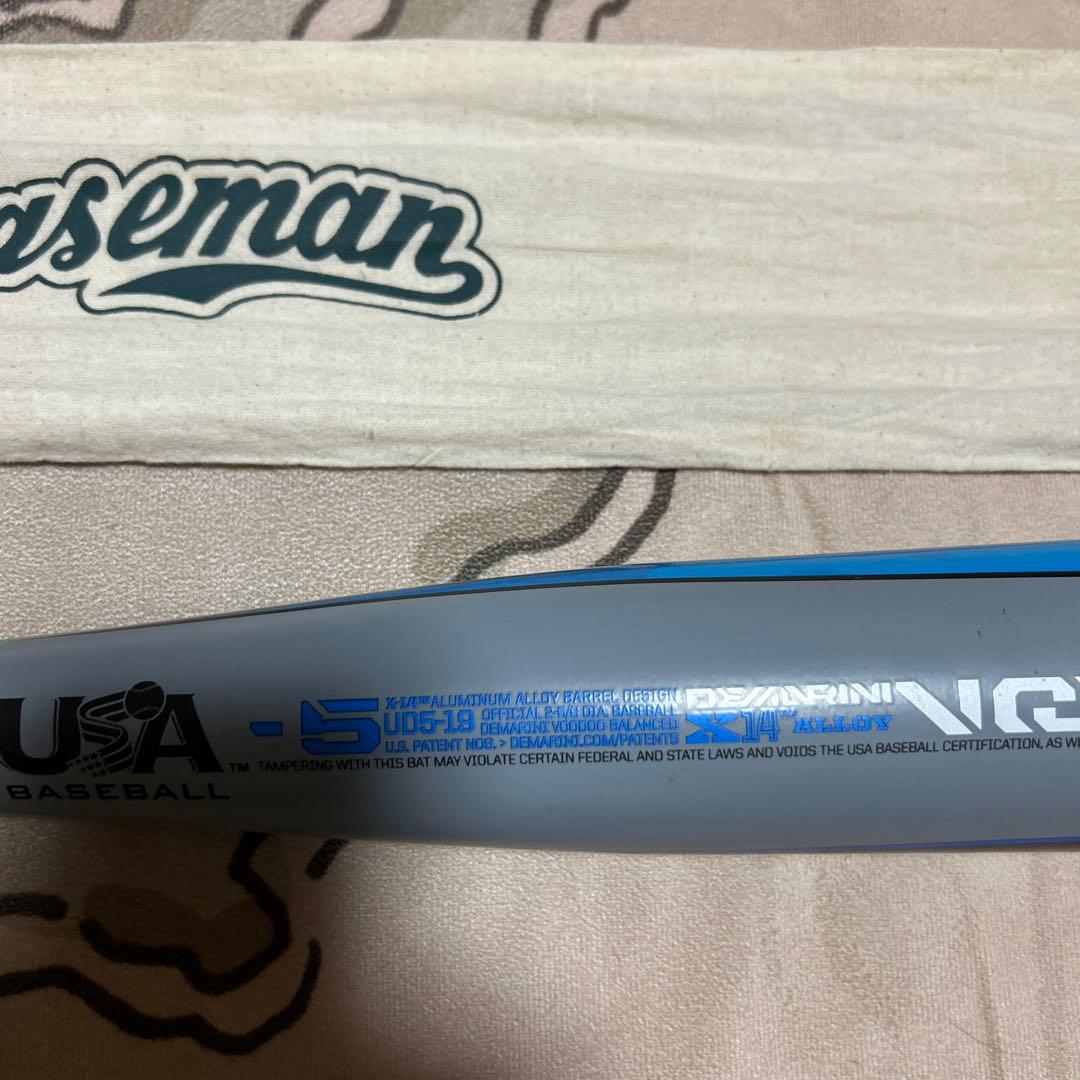 aseman
USA
BASEBALL™
-5
X-14™ ALUMINUM ALLOY BARREL DESIGN
UD5-19 OFFICIAL 2-5/8 DIA. BASEBALL
DEMARINI VOODOO BALANCED
U.S. PATENT NOS. > DEMARINI.COM/PATENTS
DEMARINI
X14™ ALLOY
TAMPERING WITH THIS BAT MAY VIOLATE CERTAIN FEDERAL AND STATE LAWS AND VOIDS THE USA BASEBALL CERTIFICATION, AS WE